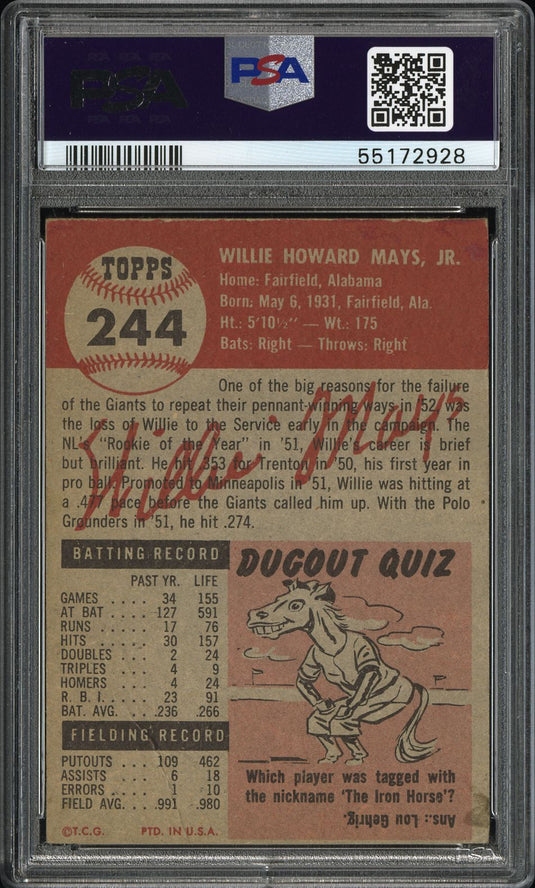 PSA
PSA
55172928
TOPPS
244
WILLIE HOWARD MAYS, JR.
Home: Fairfield, Alabama
Born: May 6, 1931, Fairfield, Ala.
Ht.: 5'10½" — Wt.: 175
Bats: Right — Throws: Right
One of the big reasons for the failure
of the Giants to repeat their pennant-winning ways in '52, was
the loss of Willie to the Service early in the campaign. The
NL's "Rookie of the Year" in '51, Willie's career is brief
but brilliant. He hit .353 for Trenton in '50, his first year in
pro ball. Promoted to Minneapolis in '51, Willie was hitting at
a .477 pace before the Giants called him up. With the Polo
Grounders in '51, he hit .274.
Willie Mays
BATTING RECORD
PAST YR. LIFE
GAMES .... 34 155
AT BAT .... 127 591
RUNS .... 17 76
HITS .... 30 157
DOUBLES ... 2 24
TRIPLES ... 4 9
HOMERS ... 4 24
R. B. I. .... 23 91
BAT. AVG. ... .236 .266
FIELDING RECORD
PUTOUTS ... 109 462
ASSISTS ... 6 18
ERRORS ... 1 10
FIELD AVG. ... .991 .980
©T.C.G. PTD. IN U.S.A.
DUGOUT QUIZ
Which player was tagged with
the nickname 'The Iron Horse'?
Ans.: Lou Gehrig